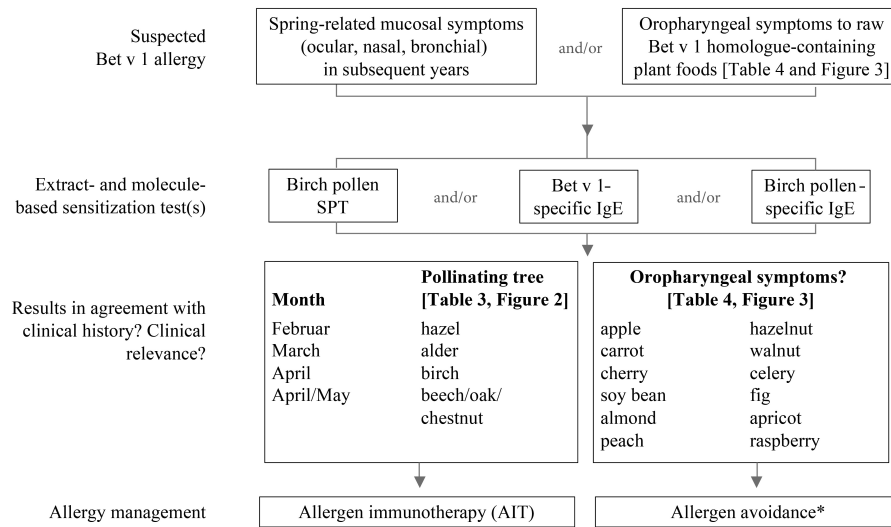 Suspected
Bet v 1 allergy
Spring-related mucosal symptoms
(ocular, nasal, bronchial)
in subsequent years
and/or
Oropharyngeal symptoms to raw
Bet v 1 homologue-containing
plant foods [Table 4 and Figure 3]
Extract- and molecule-
based sensitization test(s)
Birch pollen
SPT
and/or
Bet v 1-
specific IgE
and/or
Birch pollen-
specific IgE
Results in agreement with
clinical history? Clinical
relevance?
Month
Pollinating tree
[Table 3, Figure 2]
Februar hazel
March alder
April birch
April/May beech/oak/
chestnut
Oropharyngeal symptoms?
[Table 4, Figure 3]
apple hazelnut
carrot walnut
cherry celery
soy bean fig
almond apricot
peach raspberry
Allergy management
Allergen immunotherapy (AIT)
Allergen avoidance*